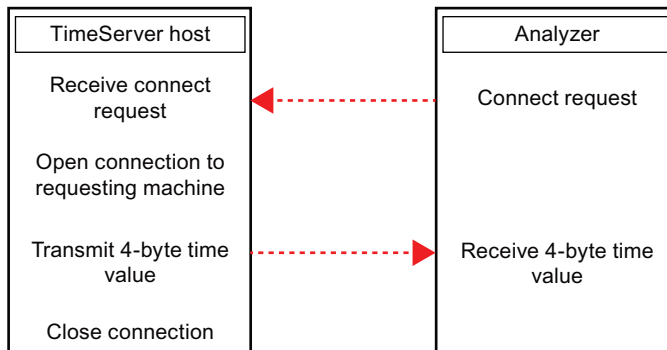 TimeServer host
Analyzer
Receive connect
request
Connect request
Open connection to
requesting machine
Transmit 4-byte time
value
Receive 4-byte time
value
Close connection